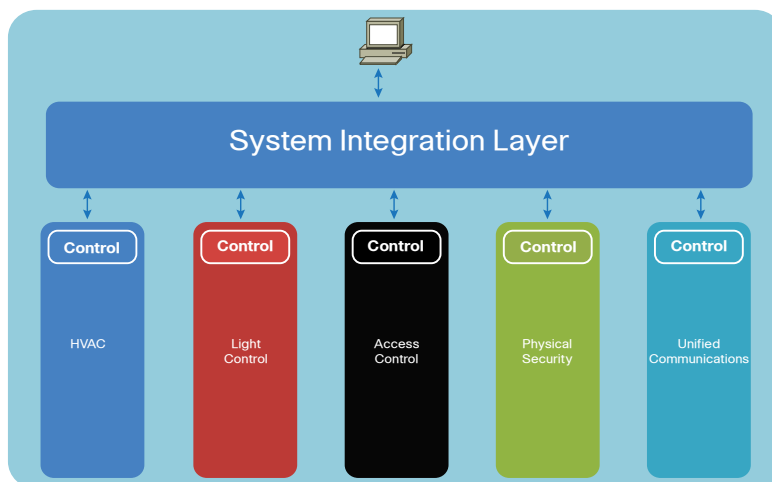 System Integration Layer
Control
Control
Control
Control
Control
HVAC
Light
Control
Access
Control
Physical
Security
Unified
Communications